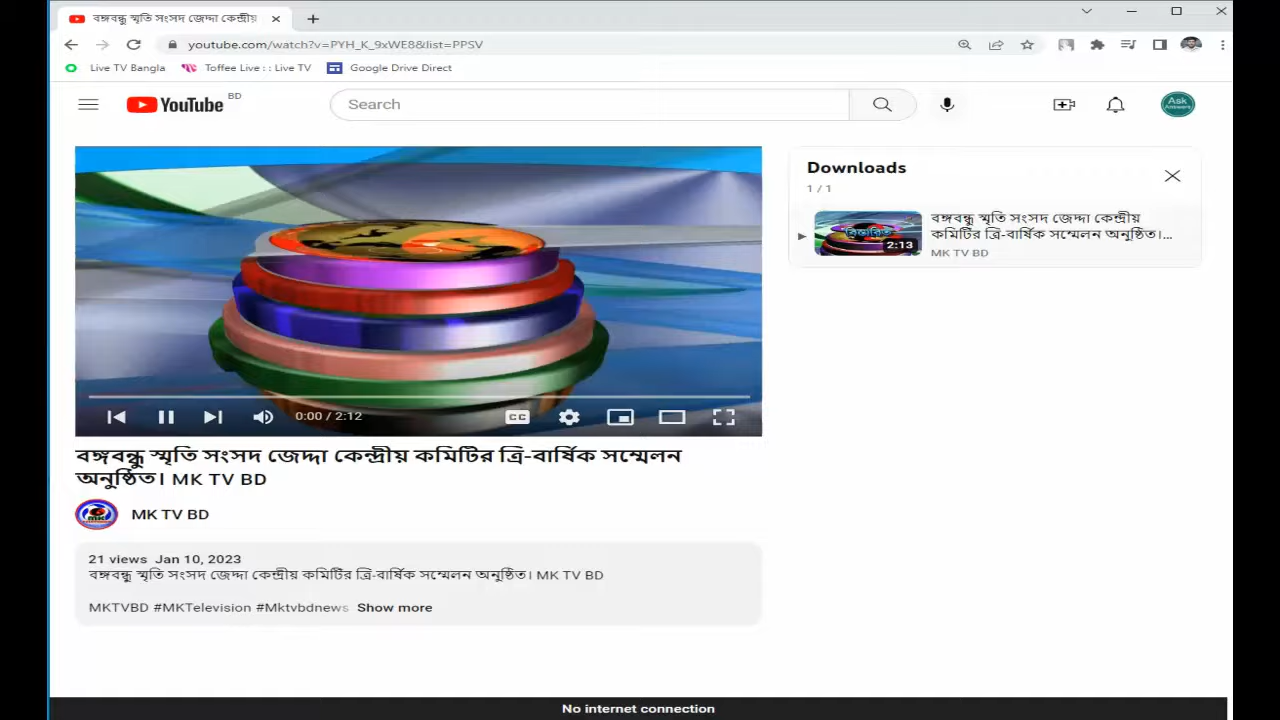 বঙ্গবন্ধু স্মৃতি সংসদ জেদ্দা কেন্দ্রীয়
youtube.com/watch?v=PYH_K_9xWE8&list=PPSV
Live TV Bangla
Toffee Live : : Live TV
Google Drive Direct
YouTube BD
Search
Ask
Answers
Downloads
1 / 1
বঙ্গবন্ধু স্মৃতি সংসদ জেদ্দা কেন্দ্রীয়
কমিটির ত্রি-বার্ষিক সম্মেলন অনুষ্ঠিত।...
2:13
MK TV BD
CC
0:00 / 2:12
বঙ্গবন্ধু স্মৃতি সংসদ জেদ্দা কেন্দ্রীয় কমিটির ত্রি-বার্ষিক সম্মেলন
অনুষ্ঠিত। MK TV BD
MK TV BD
21 views Jan 10, 2023
বঙ্গবন্ধু স্মৃতি সংসদ জেদ্দা কেন্দ্রীয় কমিটির ত্রি-বার্ষিক সম্মেলন অনুষ্ঠিত। MK TV BD
MKTVBD #MKTelevision #Mktvbdnews Show more
No internet connection